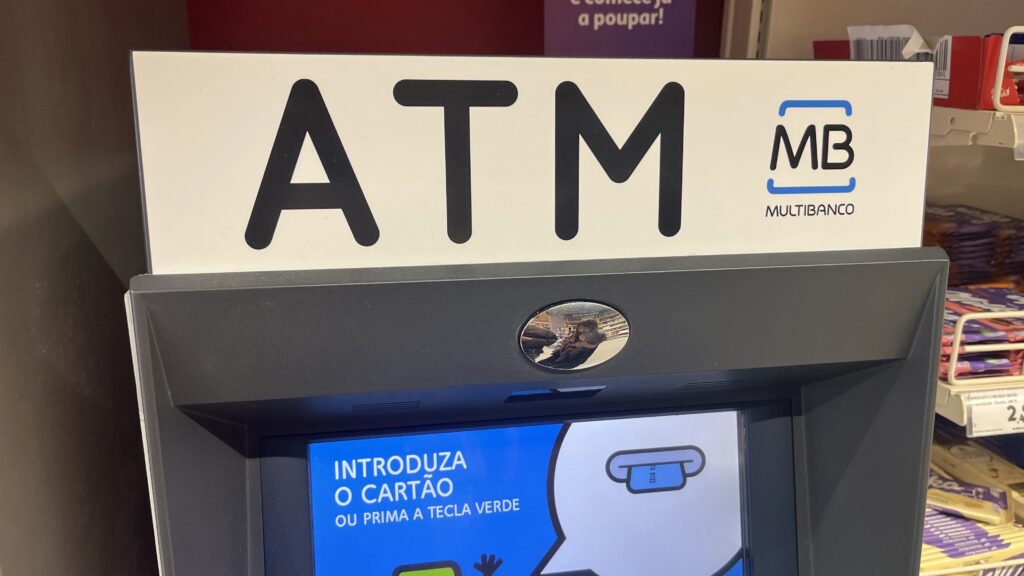 a poupar!
ATM
MB
MULTIBANCO
INTRODUZA
O CARTÃO
OU PRIMA A TECLA VERDE